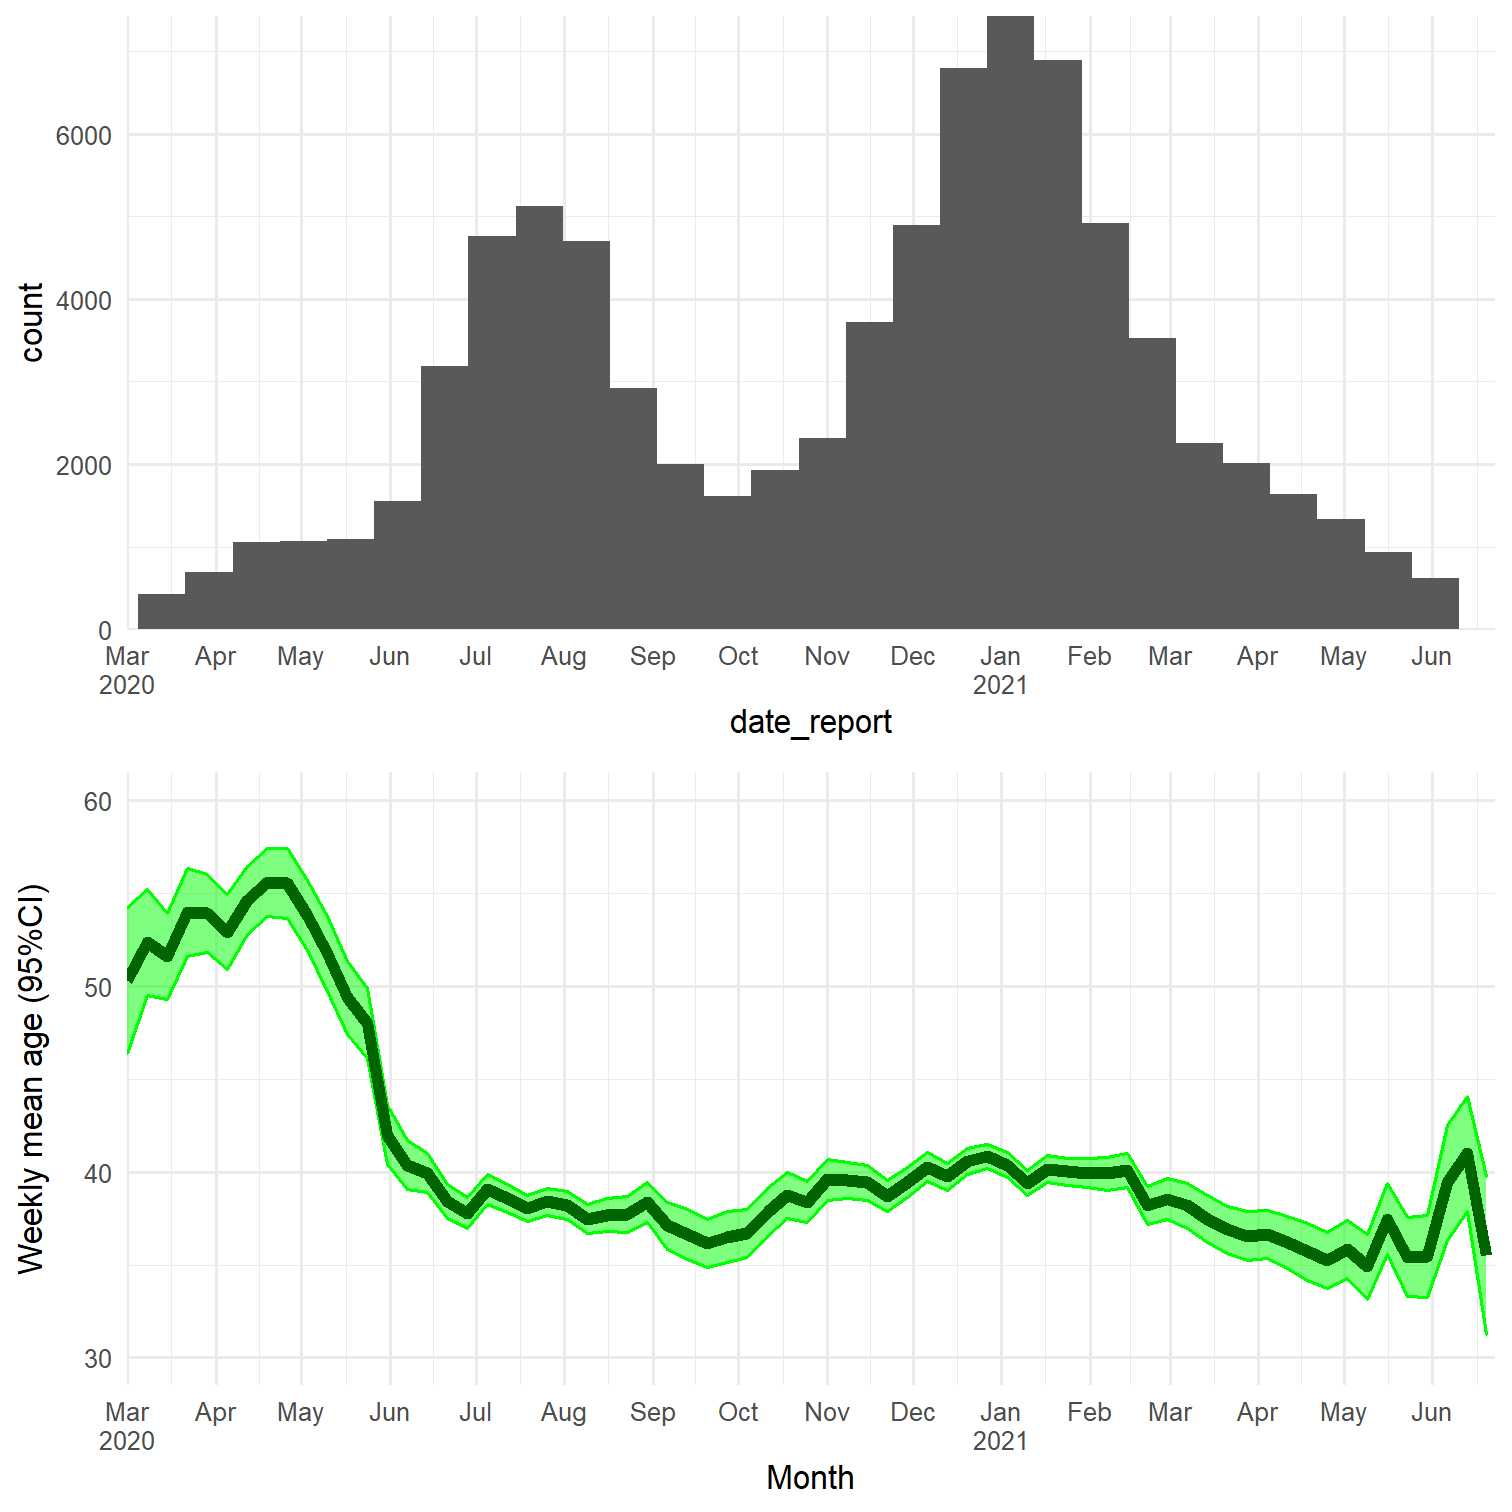 6000
4000
2000
0
count
Mar Apr May Jun Jul Aug Sep Oct Nov Dec Jan Feb Mar Apr May Jun
2020 2021
date_report
60
50
40
30
Weekly mean age (95%CI)
Mar Apr May Jun Jul Aug Sep Oct Nov Dec Jan Feb Mar Apr May Jun
2020 2021
Month